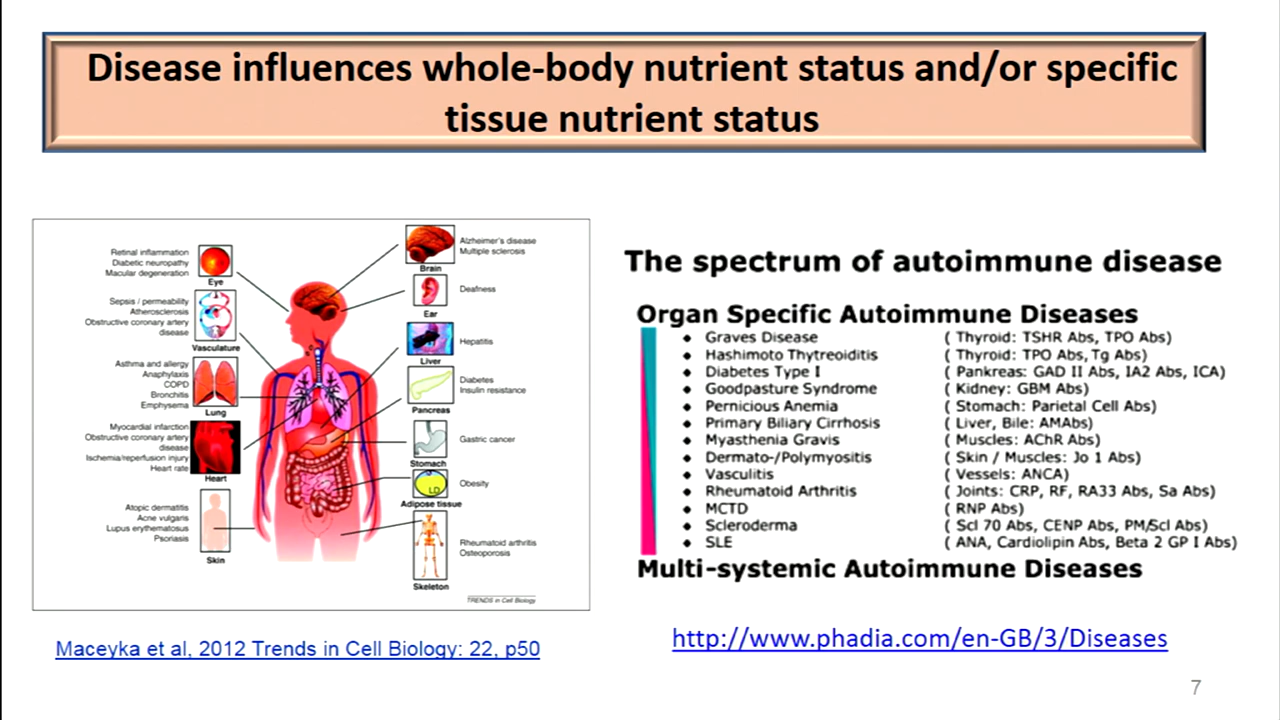 Disease influences whole-body nutrient status and/or specific
tissue nutrient status
Retinal inflammation
Diabetic neuropathy
Macular degeneration
Eye
Sepsis / permeability
Atherosclerosis
Obstructive coronary artery
disease
Vasculature
Asthma and allergy
Anaphylaxis
COPD
Bronchitis
Emphysema
Lung
Myocardial infarction
Obstructive coronary artery
disease
Ischemia/reperfusion injury
Heart rate
Heart
Atopic dermatitis
Acne vulgaris
Lupus erythematosus
Psoriasis
Skin
Alzheimer's disease
Multiple sclerosis
Brain
Deafness
Ear
Hepatitis
Liver
Diabetes
Insulin resistance
Pancreas
Gastric cancer
Stomach
Obesity
LD
Adipose tissue
Rheumatoid arthritis
Osteoporosis
Skeleton
TRENDS in Cell Biology
Maceyka et al, 2012 Trends in Cell Biology: 22, p50
The spectrum of autoimmune disease
Organ Specific Autoimmune Diseases
Graves Disease ( Thyroid: TSHR Abs, TPO Abs)
Hashimoto Thytreoiditis ( Thyroid: TPO Abs, Tg Abs)
Diabetes Type I ( Pankreas: GAD II Abs, IA2 Abs, ICA)
Goodpasture Syndrome ( Kidney: GBM Abs)
Pernicious Anemia ( Stomach: Parietal Cell Abs)
Primary Biliary Cirrhosis ( Liver, Bile: AMAbs)
Myasthenia Gravis ( Muscles: AChR Abs)
Dermato-/Polymyositis ( Skin / Muscles: Jo 1 Abs)
Vasculitis ( Vessels: ANCA)
Rheumatoid Arthritis ( Joints: CRP, RF, RA33 Abs, Sa Abs)
MCTD ( RNP Abs)
Scleroderma ( Scl 70 Abs, CENP Abs, PM/Scl Abs)
SLE ( ANA, Cardiolipin Abs, Beta 2 GP I Abs)
Multi-systemic Autoimmune Diseases
http://www.phadia.com/en-GB/3/Diseases
7